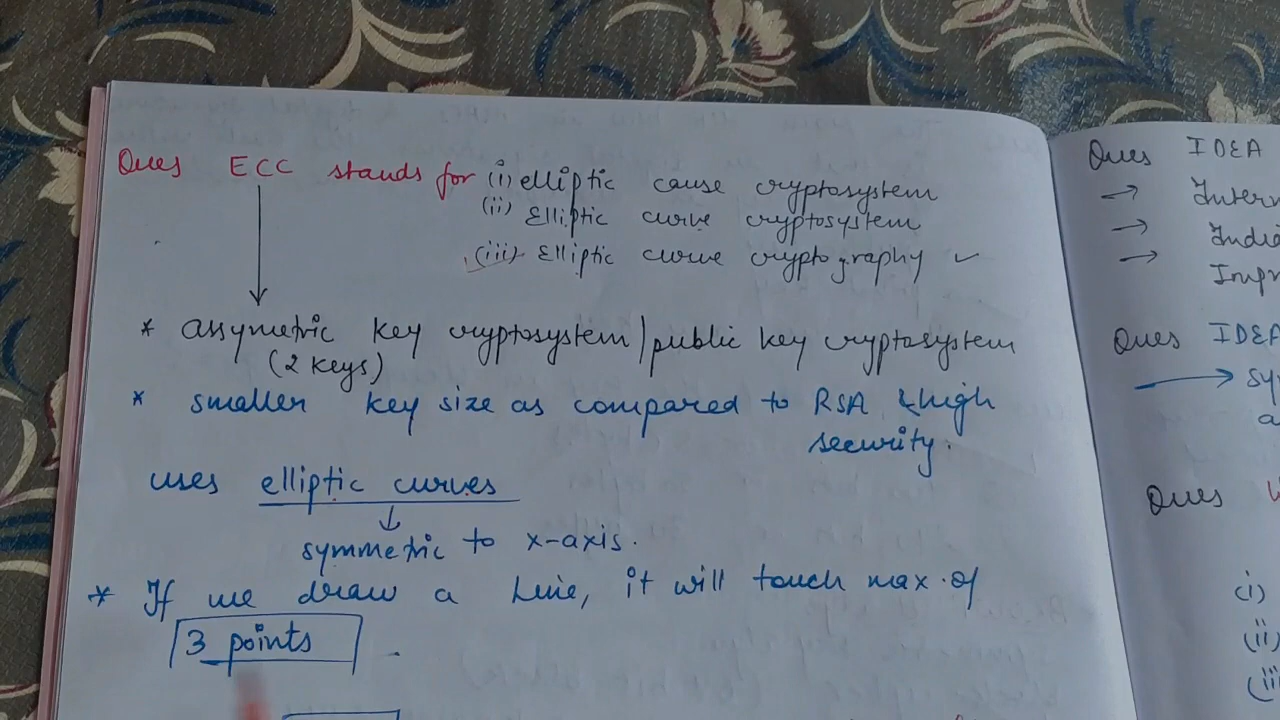 Ques ECC stands for (i) elliptic cause cryptosystem
(ii) Elliptic curve cryptosystem
(iii) Elliptic curve cryptography ✓
* assymetric key cryptosystem/public key cryptosystem
(2 keys)
* smaller key size as compared to RSA & high
security.
uses elliptic curves
symmetric to x-axis.
* If we draw a line, it will touch max. of
3 points
Ques IDEA
→
→
→
Ques IDEA
→
Ques
(i)
(ii)
(iii